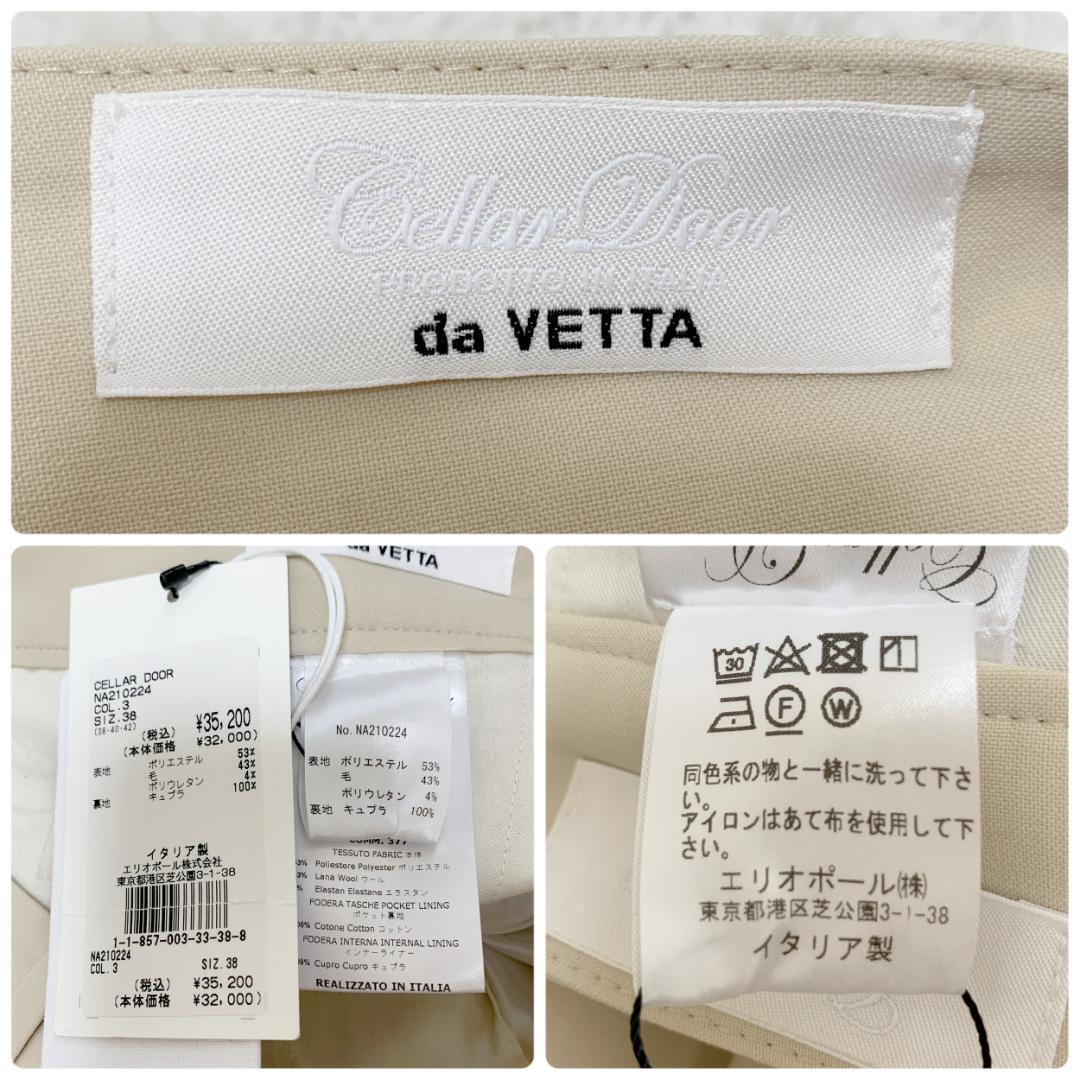 Cellar Door
PRODOTTO IN ITALIA
da VETTA
da VETTA
CELLAR DOOR
NA210224
COL.3
SIZ.38
(38-40-42)
(税込) ¥35,200
(本体価格 ¥32,000)
表地 ポリエステル 53%
毛 43%
ポリウレタン 4%
裏地 キュプラ 100%
イタリア製
エリオポール株式会社
東京都港区芝公園3-1-38
1-1-857-003-33-38-8
NA210224
COL.3 SIZ.38
(税込) ¥35,200
(本体価格 ¥32,000)
No. NA210224
表地 ポリエステル 53%
毛 43%
ポリウレタン 4%
裏地 キュプラ 100%
COMM. 377
TESSUTO FABRIC 本体
Poliestere Polyester ポリエステル
Lana Wool ウール
Elastan Elastane エラスタン
FODERA TASCHE POCKET LINING
ポケット裏地
Cotone Cotton コットン
FODERA INTERNA INTERNAL LINING
インナーライナー
Cupro Cupro キュプラ
REALIZZATO IN ITALIA
30
F W
同色系の物と一緒に洗って下さ
い。
アイロンはあて布を使用して下
さい。
エリオポール㈱
東京都港区芝公園3-1-38
イタリア製